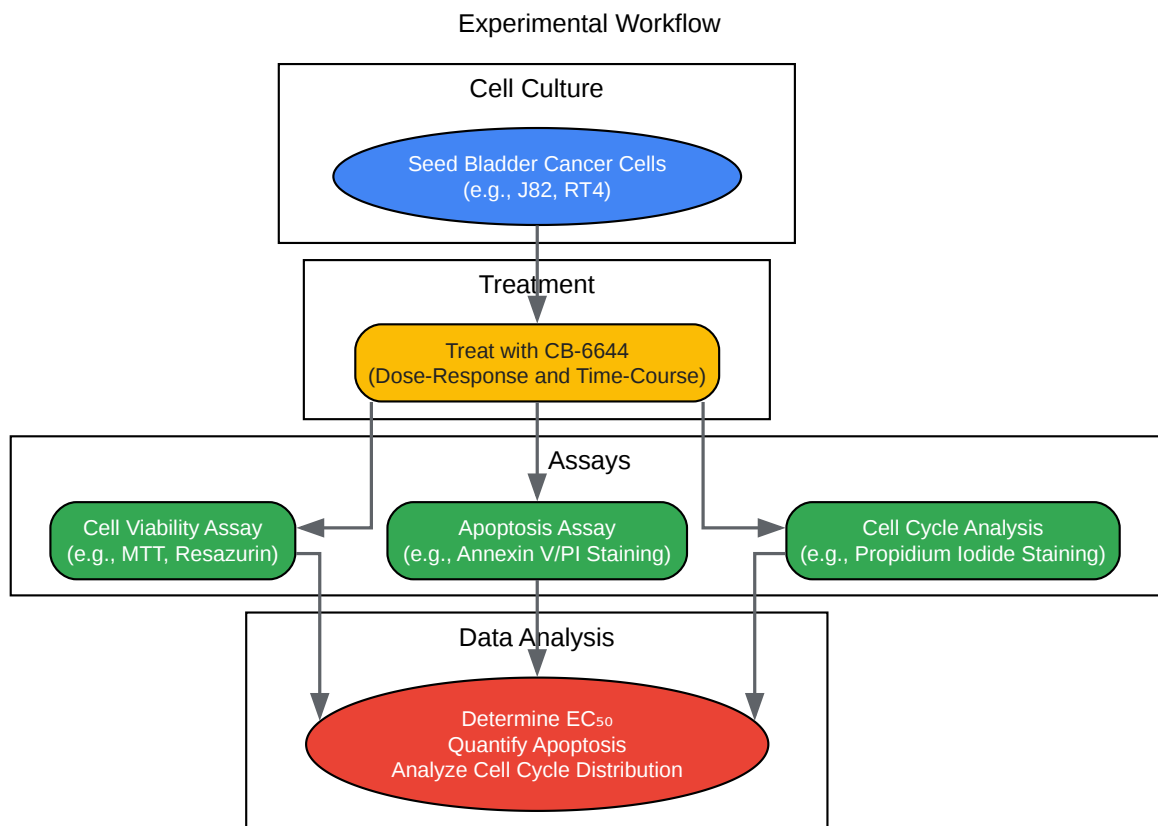 Experimental Workflow
Cell Culture
Seed Bladder Cancer Cells
(e.g., J82, RT4)
Treatment
Treat with CB-6644
(Dose-Response and Time-Course)
Assays
Cell Viability Assay
(e.g., MTT, Resazurin)
Apoptosis Assay
(e.g., Annexin V/PI Staining)
Cell Cycle Analysis
(e.g., Propidium Iodide Staining)
Data Analysis
Determine EC₅₀
Quantify Apoptosis
Analyze Cell Cycle Distribution